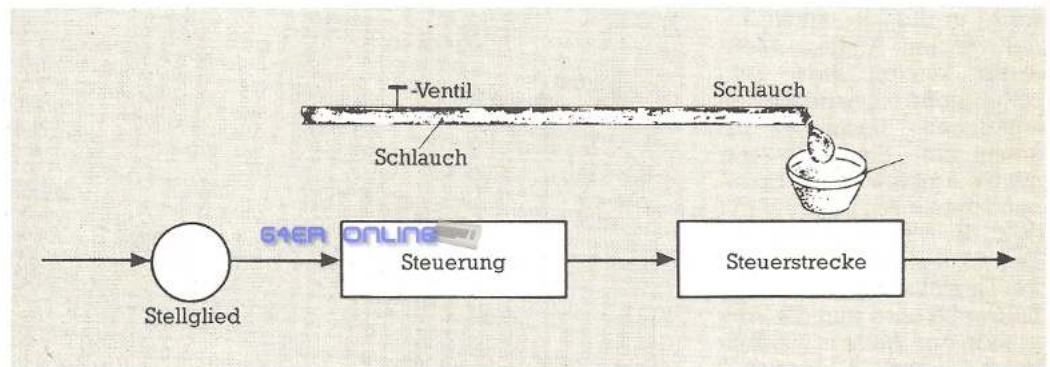 -Ventil
Schlauch
Schlauch
64ER ONLINE
Steuerung
Steuerstrecke
Stellglied